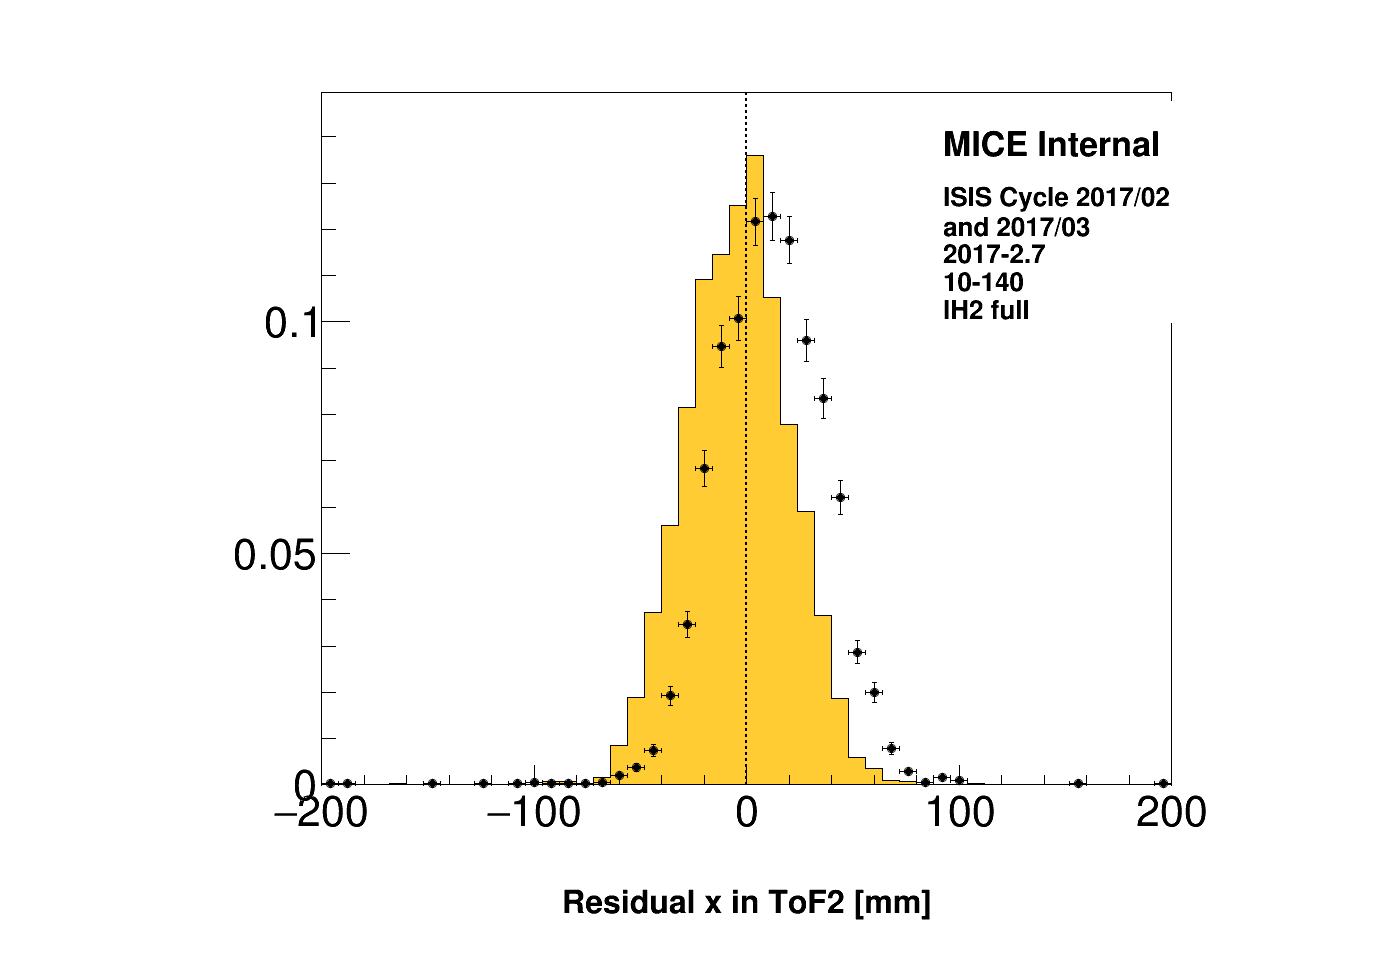 MICE Internal
ISIS Cycle 2017/02
and 2017/03
2017-2.7
10-140
IH2 full
0.1
0.05
0
−200 −100 0 100 200
Residual x in ToF2 [mm]